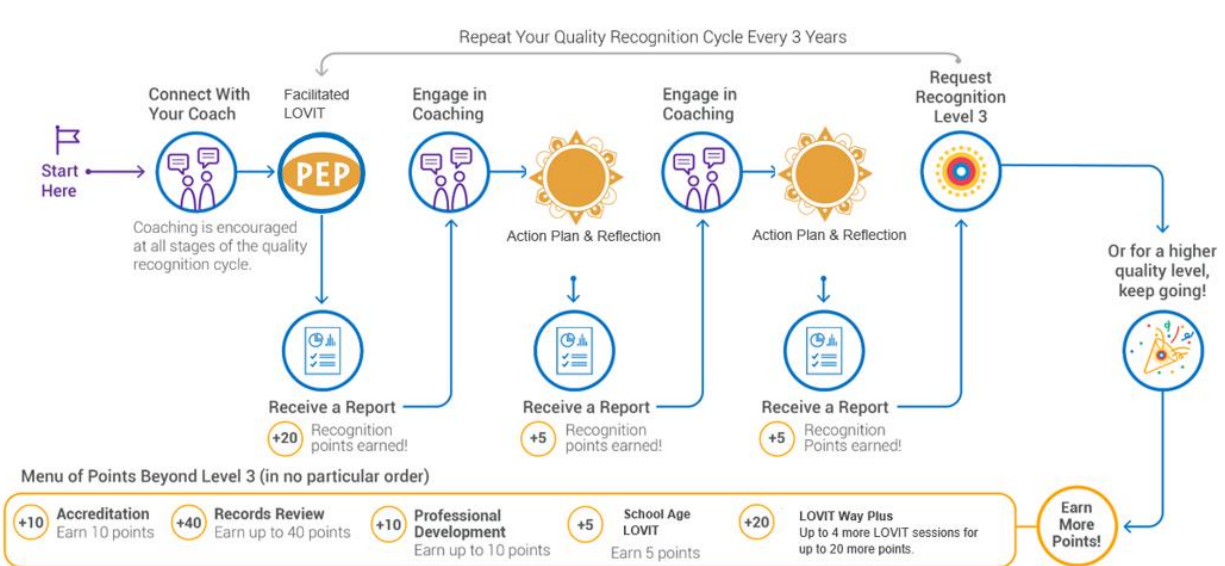 Repeat Your Quality Recognition Cycle Every 3 Years
Start
Here
Connect With
Your Coach
Coaching is encouraged
at all stages of the quality
recognition cycle.
Facilitated
LOVIT
PEP
Receive a Report
+20
Recognition
points earned!
Engage in
Coaching
Action Plan & Reflection
Receive a Report
+5
Recognition
points earned!
Engage in
Coaching
Action Plan & Reflection
Receive a Report
+5
Recognition
Points earned!
Request
Recognition
Level 3
Or for a higher
quality level,
keep going!
Earn
More
Points!
Menu of Points Beyond Level 3 (in no particular order)
+10
Accreditation
Earn 10 points
+40
Records Review
Earn up to 40 points
+10
Professional
Development
Earn up to 10 points
+5
School Age
LOVIT
Earn 5 points
+20
LOVIT Way Plus
Up to 4 more LOVIT sessions for
up to 20 more points.